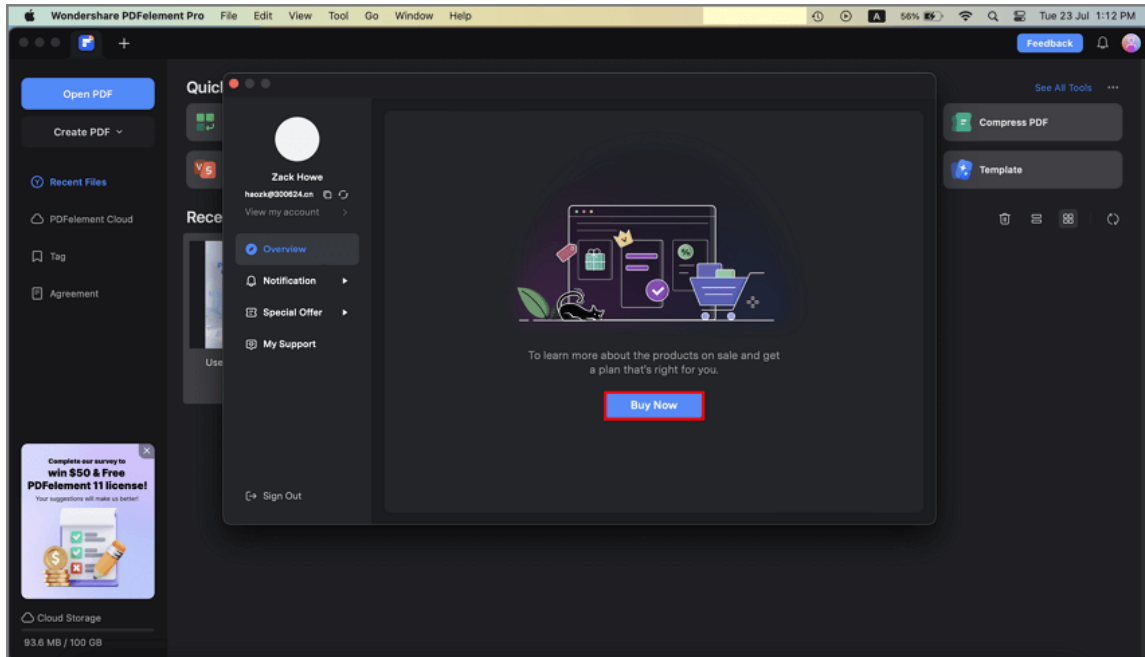 Wondershare PDFelement Pro File Edit View Tool Go Window Help
A 56% Tue 23 Jul 1:12 PM
Feedback
Open PDF
Create PDF
Recent Files
PDFelement Cloud
Tag
Agreement
Complete our survey to
win $50 & Free
PDFelement 11 license!
Your suggestions will make us better!
Cloud Storage
93.6 MB / 100 GB
Quicl
See All Tools
Compress PDF
Template
Rece
Use
Zack Howe
haozk@300624.cn
View my account
Overview
Notification
Special Offer
My Support
Sign Out
To learn more about the products on sale and get
a plan that's right for you.
Buy Now